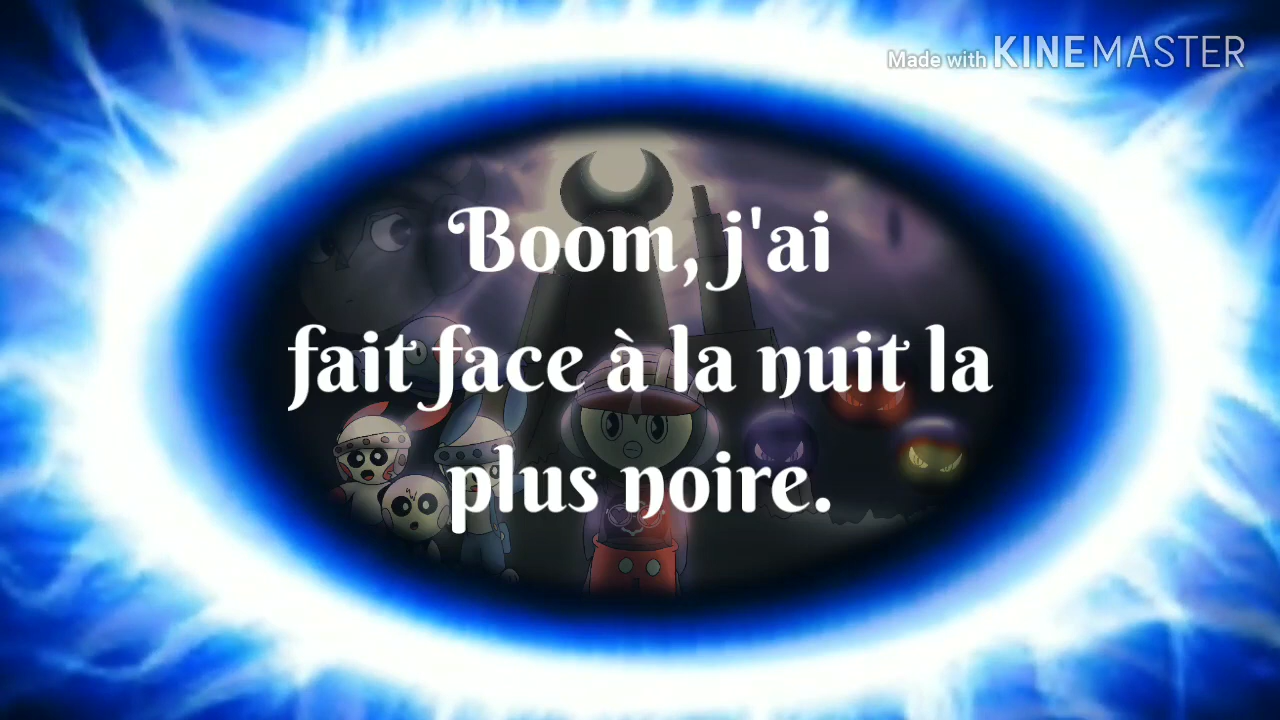 Made with KINEMASTER
Boom, j'ai
fait face à la nuit la
plus noire.